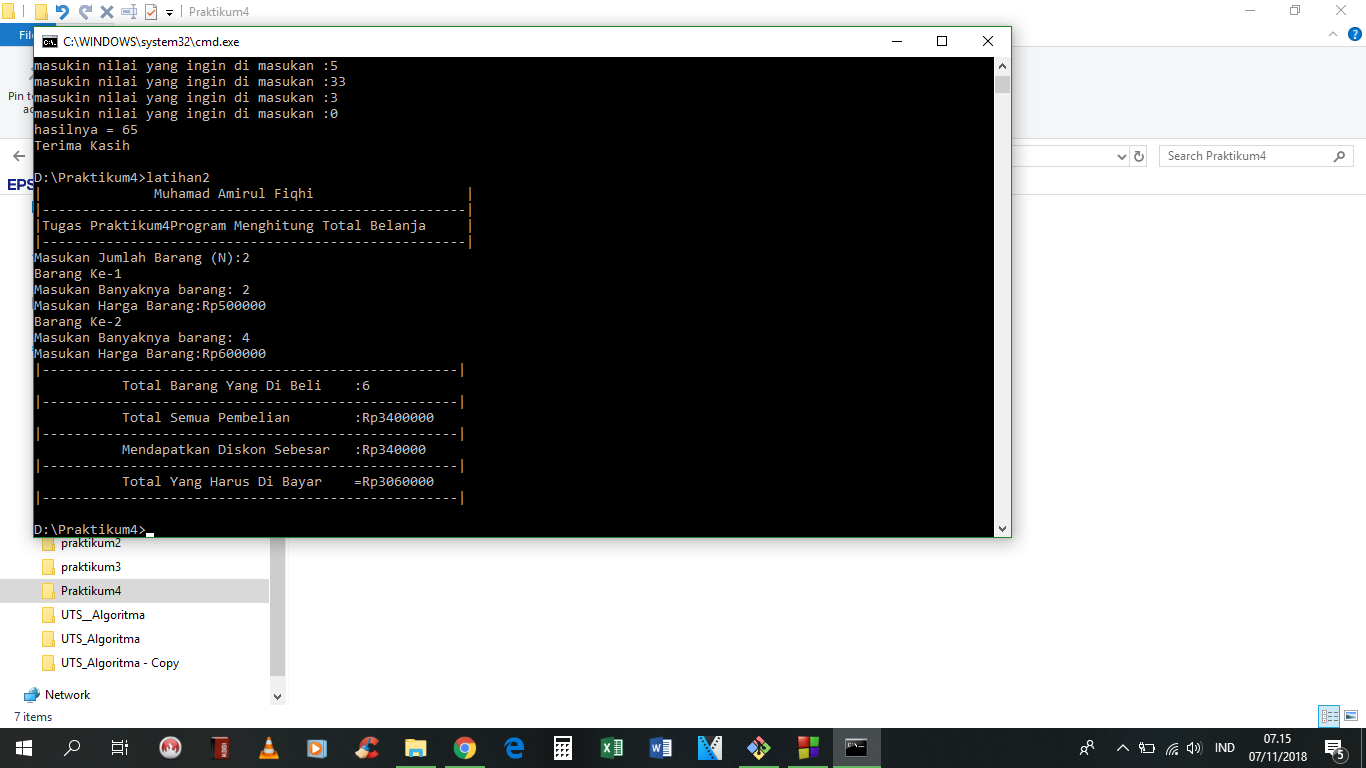 Praktikum4
C:\WINDOWS\system32\cmd.exe
masukin nilai yang ingin di masukan :5
masukin nilai yang ingin di masukan :33
masukin nilai yang ingin di masukan :3
masukin nilai yang ingin di masukan :0
hasilnya = 65
Terima Kasih
D:\Praktikum4>latihan2
| Muhamad Amirul Fiqhi |
|-----------------------------------------------------|
|Tugas Praktikum4Program Menghitung Total Belanja |
|-----------------------------------------------------|
Masukan Jumlah Barang (N):2
Barang Ke-1
Masukan Banyaknya barang: 2
Masukan Harga Barang:Rp500000
Barang Ke-2
Masukan Banyaknya barang: 4
Masukan Harga Barang:Rp600000
|----------------------------------------------------|
Total Barang Yang Di Beli :6
|----------------------------------------------------|
Total Semua Pembelian :Rp3400000
|----------------------------------------------------|
Mendapatkan Diskon Sebesar :Rp340000
|----------------------------------------------------|
Total Yang Harus Di Bayar =Rp3060000
|----------------------------------------------------|
D:\Praktikum4>
Search Praktikum4
praktikum2
praktikum3
Praktikum4
UTS__Algoritma
UTS_Algoritma
UTS_Algoritma - Copy
Network
7 items
IND
07.15
07/11/2018
5